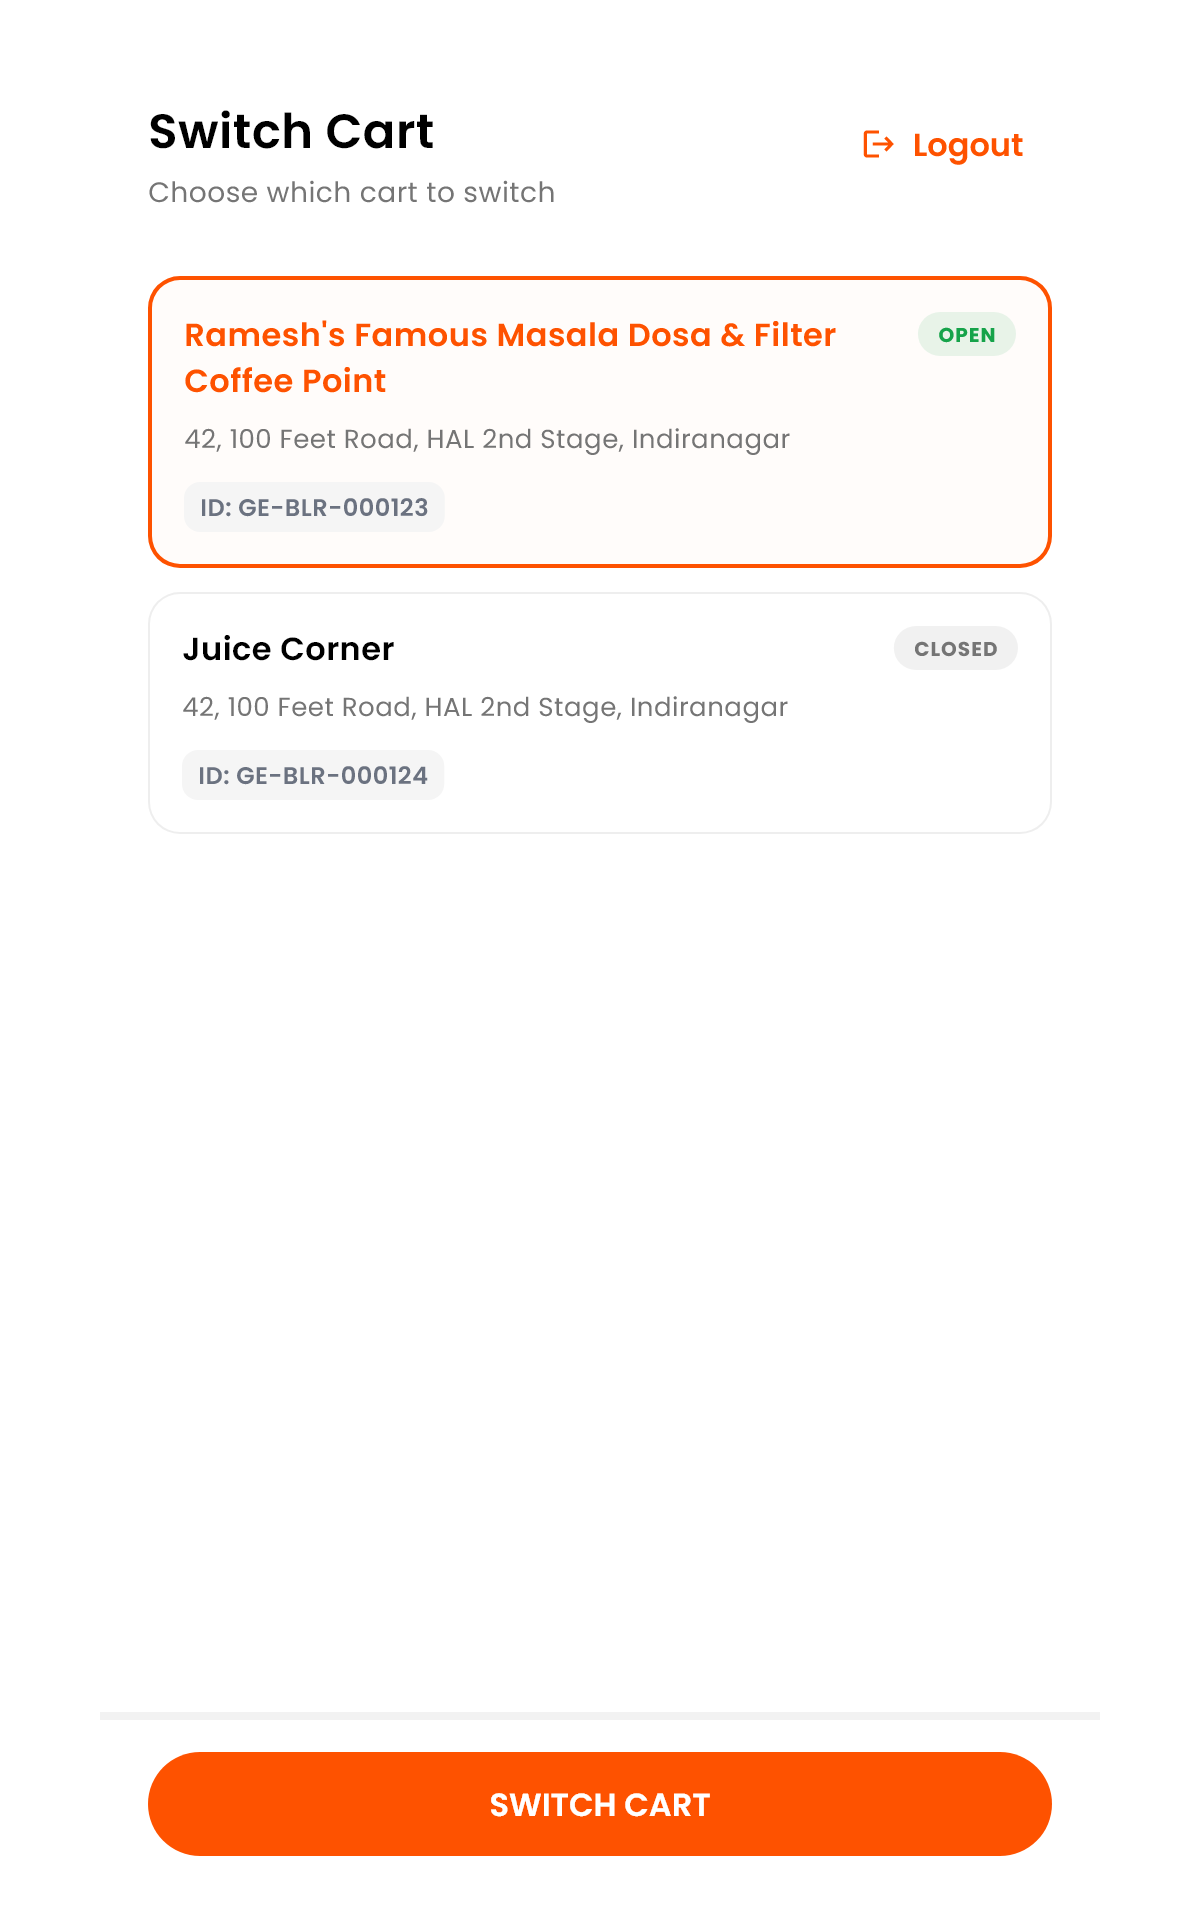 Switch Cart
Logout
Choose which cart to switch
Ramesh's Famous Masala Dosa & Filter
Coffee Point
OPEN
42, 100 Feet Road, HAL 2nd Stage, Indiranagar
ID: GE-BLR-000123
Juice Corner
CLOSED
42, 100 Feet Road, HAL 2nd Stage, Indiranagar
ID: GE-BLR-000124
SWITCH CART